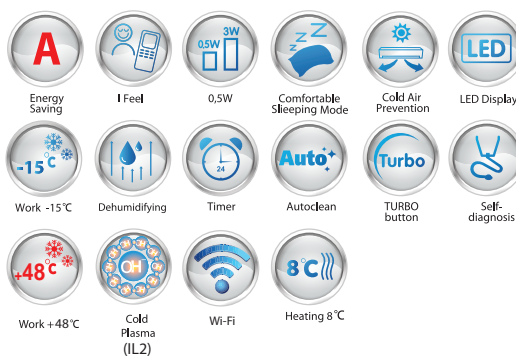 A
0,5W
3W
z z z
LED
Energy
Saving
I Feel
0,5W
Comfortable
Slieeping Mode
Cold Air
Prevention
LED Display
-15°C
24
Auto
Turbo
Work -15°C
Dehumidifying
Timer
Autoclean
TURBO
button
Self-
diagnosis
+48°C
OH
8°C
Work +48°C
Cold
Plasma
(IL2)
Wi-Fi
Heating 8°C